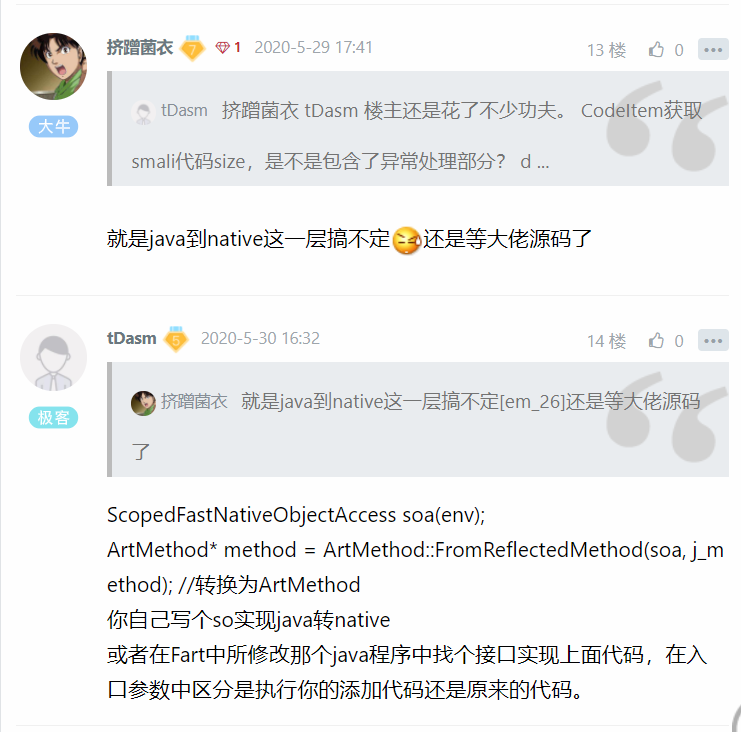 挤蹭菌衣 7 1 2020-5-29 17:41 13 楼 0
大牛
tDasm 挤蹭菌衣 tDasm 楼主还是花了不少功夫。 CodeItem获取
smali代码size，是不是包含了异常处理部分？ d ...
就是java到native这一层搞不定还是等大佬源码了
tDasm 5 2020-5-30 16:32 14 楼 0
极客
挤蹭菌衣 就是java到native这一层搞不定[em_26]还是等大佬源码
了
ScopedFastNativeObjectAccess soa(env);
ArtMethod* method = ArtMethod::FromReflectedMethod(soa, j_m
ethod); //转换为ArtMethod
你自己写个so实现java转native
或者在Fart中所修改那个java程序中找个接口实现上面代码，在入
口参数中区分是执行你的添加代码还是原来的代码。